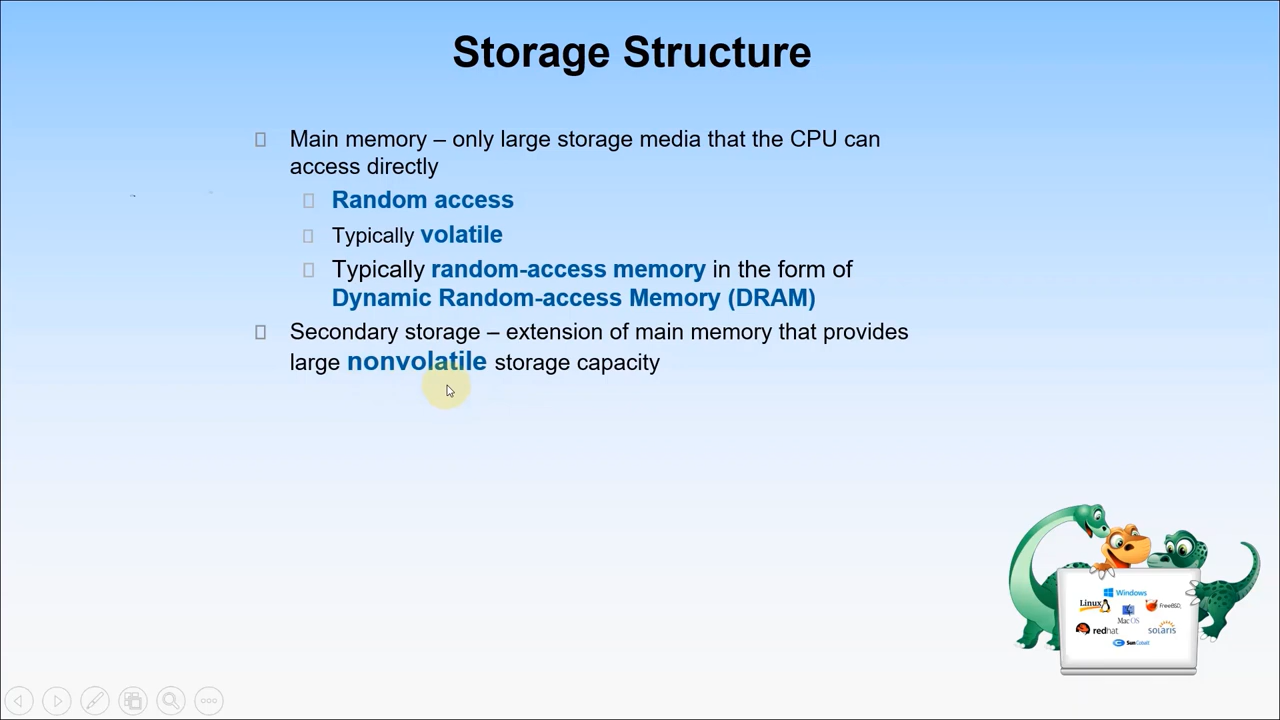 Storage Structure
Main memory – only large storage media that the CPU can
access directly
Random access
Typically volatile
Typically random-access memory in the form of
Dynamic Random-access Memory (DRAM)
Secondary storage – extension of main memory that provides
large nonvolatile storage capacity
Windows
Linux
FreeBSD
Mac OS
redhat
solaris
Sun Cobalt